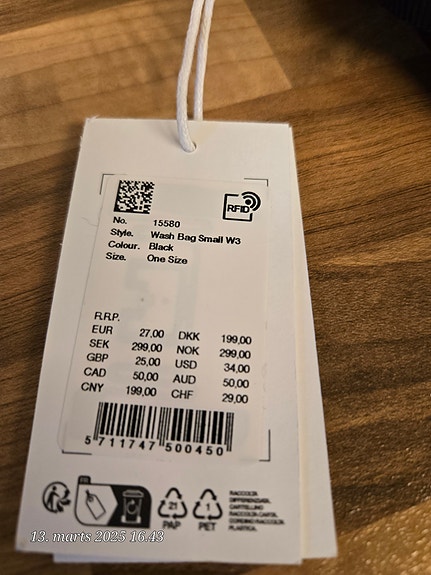 RFID
No. 15580
Style. Wash Bag Small W3
Colour. Black
Size. One Size
R.R.P.
EUR 27,00 DKK 199,00
SEK 299,00 NOK 299,00
GBP 25,00 USD 34,00
CAD 50,00 AUD 50,00
CNY 199,00 CHF 29,00
5 711747 500450
FR
21 1
PAP PET
RACCOLTA
DIFFERENZIATA.
CARTELLINO
RACCOLTA CARTA.
CORDINO RACCOLTA
PLASTICA.
13. marts 2025 16.43